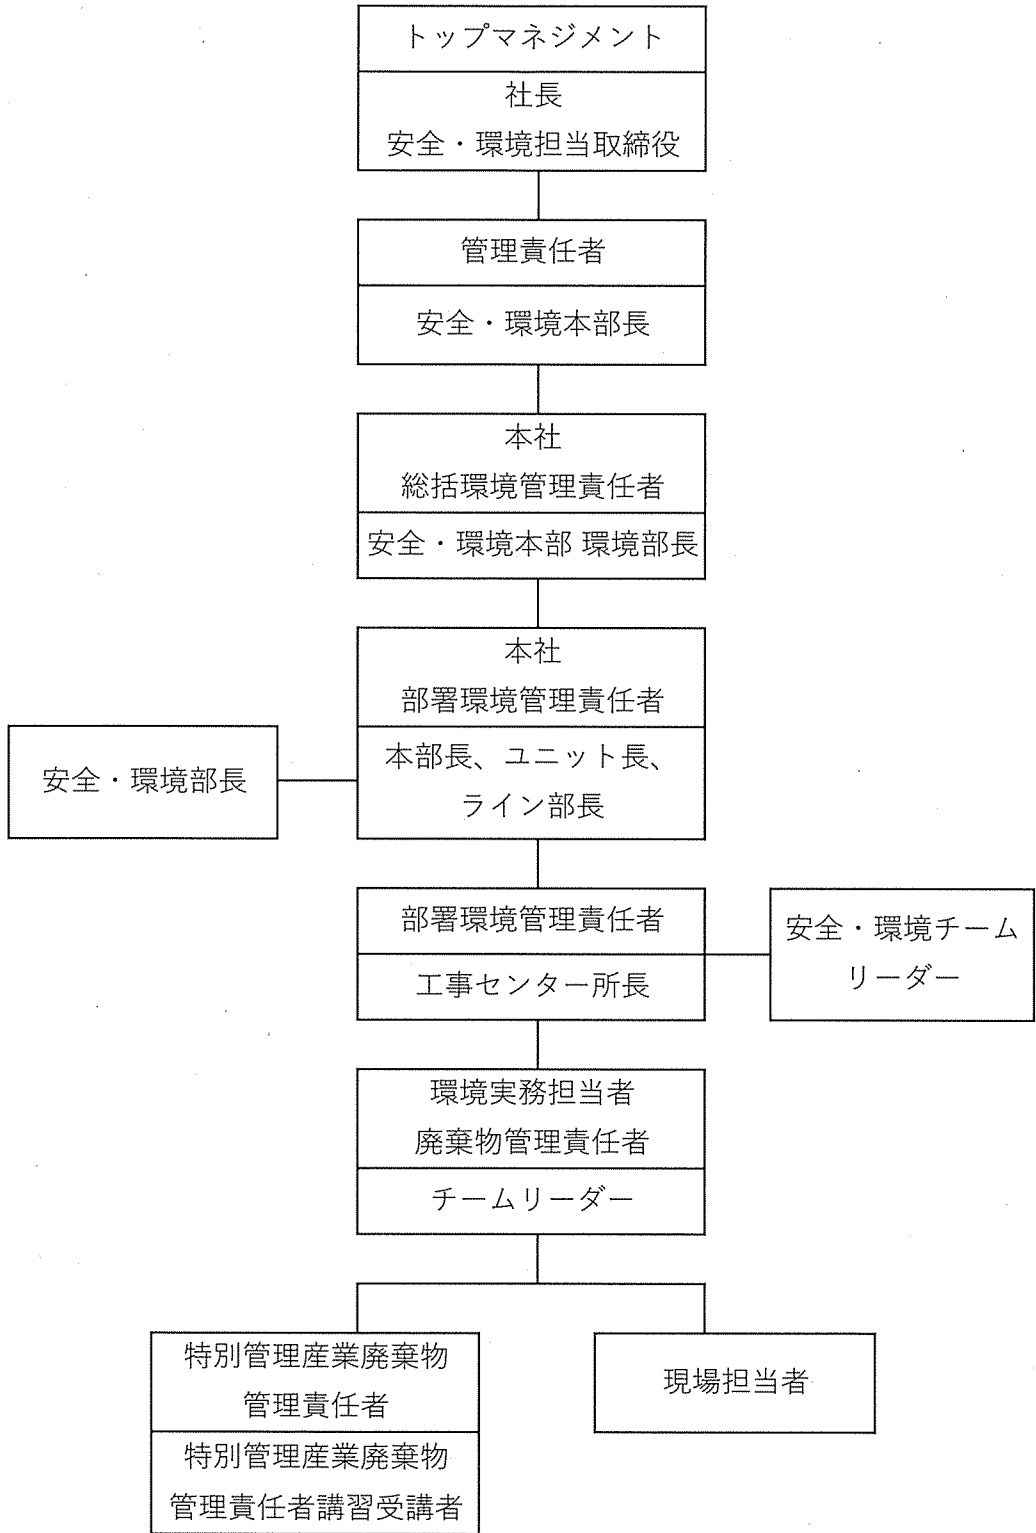 トップマネジメント
社長
安全・環境担当取締役
管理責任者
安全・環境本部長
本社
総括環境管理責任者
安全・環境本部 環境部長
本社
部署環境管理責任者
本部長、ユニット長、
ライン部長
安全・環境部長
部署環境管理責任者
工事センター所長
安全・環境チーム
リーダー
環境実務担当者
廃棄物管理責任者
チームリーダー
特別管理産業廃棄物
管理責任者
特別管理産業廃棄物
管理責任者講習受講者
現場担当者